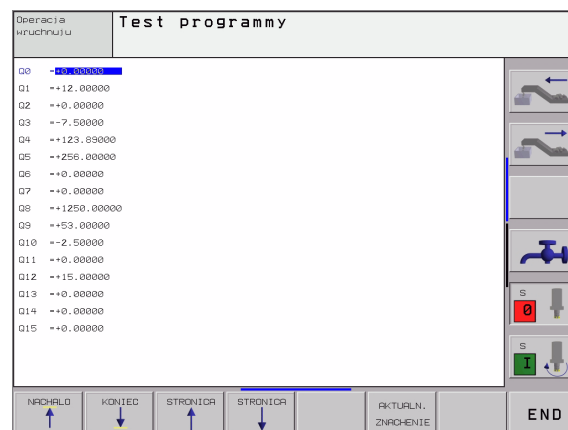 Operacja
wruchnuju
Test programmy
Q0 =+0.00000
Q1 =+12.00000
Q2 =+0.00000
Q3 =-7.50000
Q4 =+123.89000
Q5 =+256.00000
Q6 =+0.00000
Q7 =+0.00000
Q8 =+1250.00000
Q9 =+53.00000
Q10 =-2.50000
Q11 =+0.00000
Q12 =+15.00000
Q13 =+0.00000
Q14 =+0.00000
Q15 =+0.00000
S
0
S
I
NACHALO KONIEC STRONICA STRONICA AKTUALN.
ZNACHENIE
END